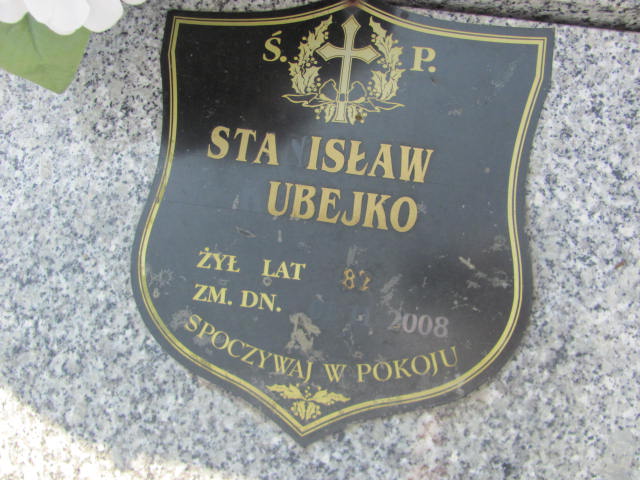 Ś. P.
STANISŁAW
UBEJKO
ŻYŁ LAT 82
ZM. DN. 2008
SPOCZYWAJ W POKOJU